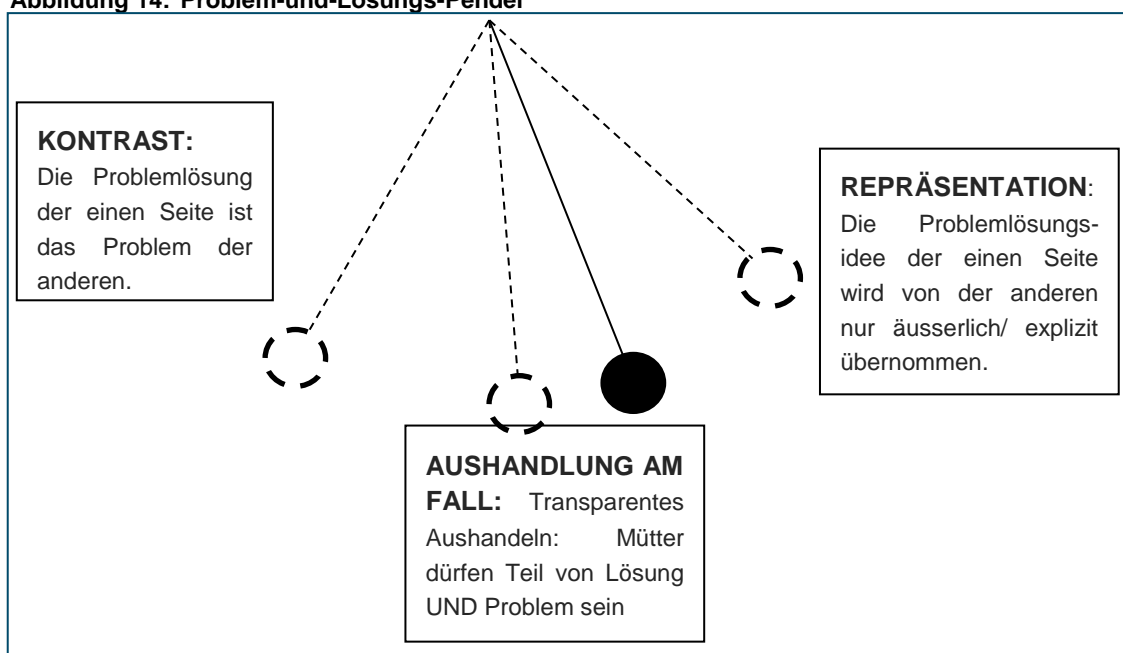 Abbildung 14: Problem-und-Lösungs-Pendel
KONTRAST:
Die Problemlösung
der einen Seite ist
das Problem der
anderen.
REPRÄSENTATION:
Die Problemlösungs-
idee der einen Seite
wird von der anderen
nur äusserlich/ explizit
übernommen.
AUSHANDLUNG AM
FALL: Transparentes
Aushandeln: Mütter
dürfen Teil von Lösung
UND Problem sein